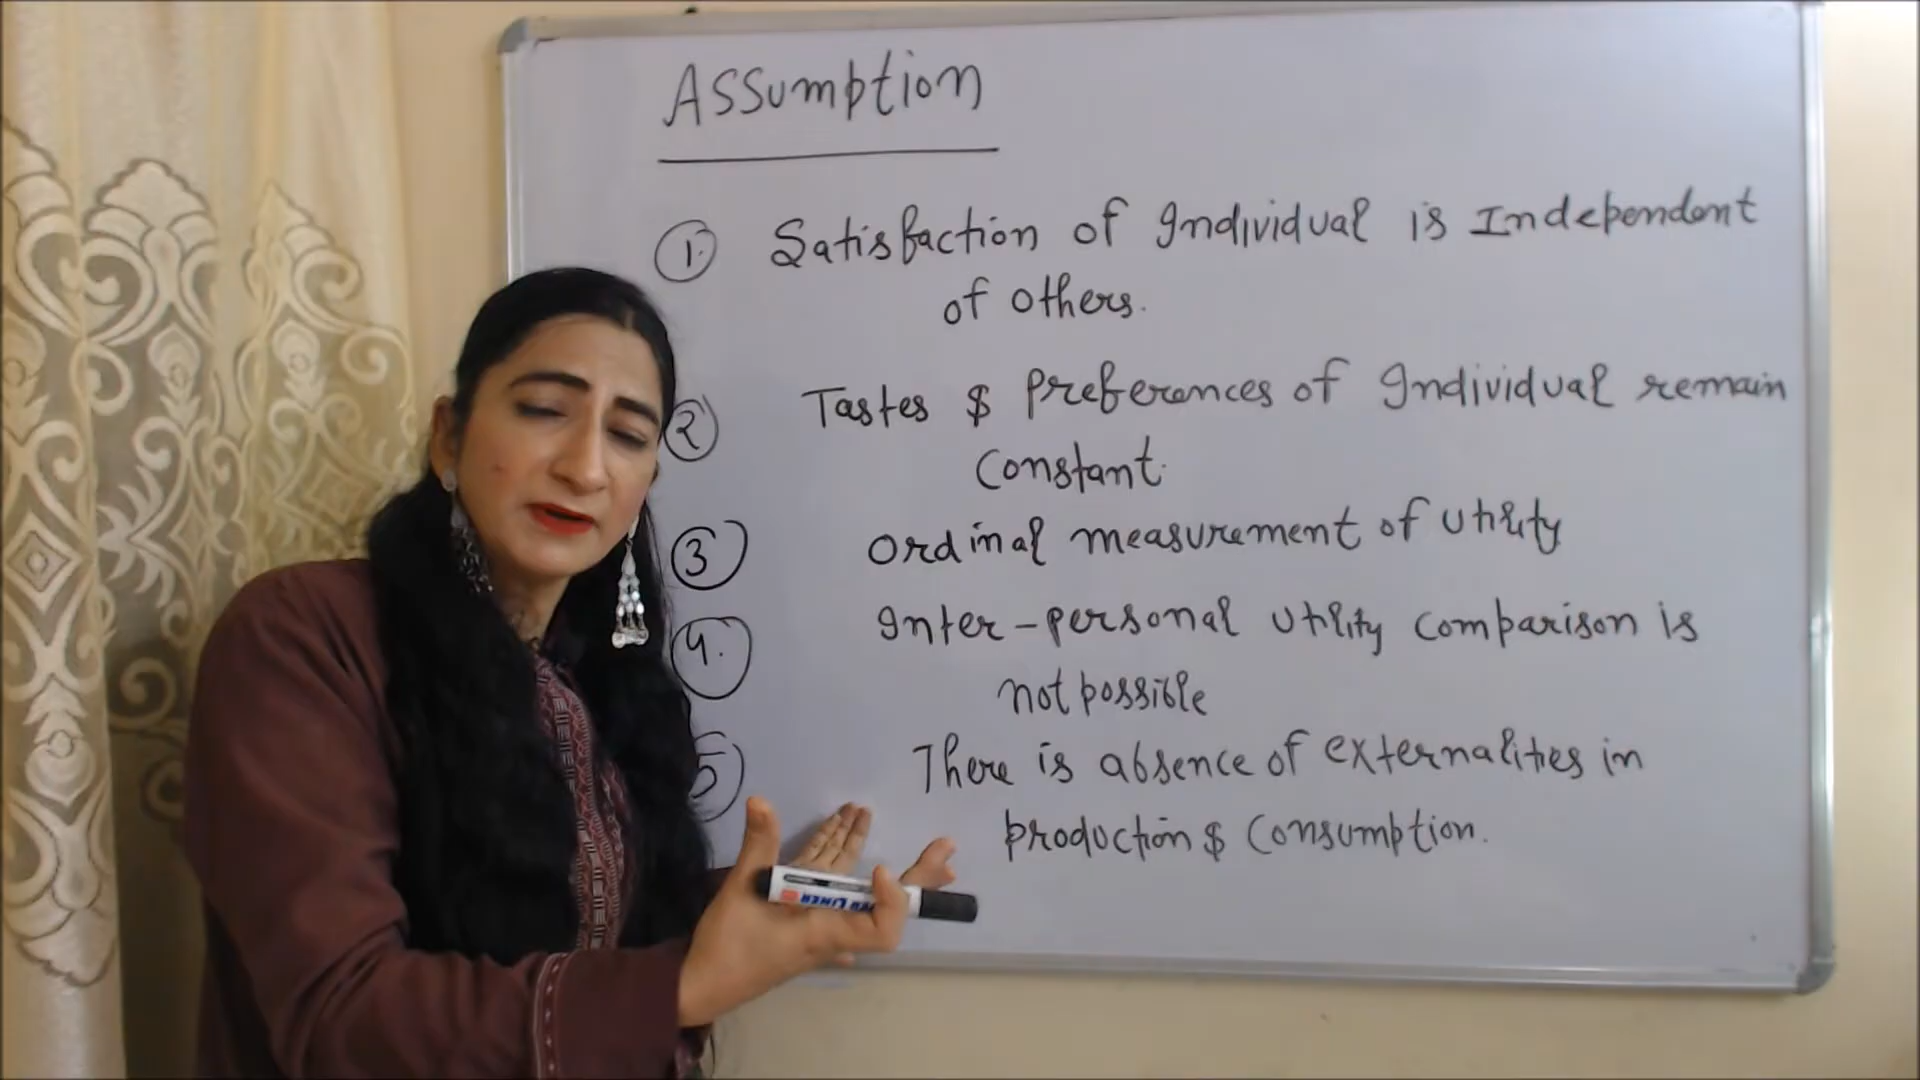 Assumption
1. Satisfaction of Individual is Independent
of others.
2 Tastes & Preferences of Individual remain
Constant.
3 Ordinal measurement of utility
4. Inter-personal utility comparison is
not possible
5 There is absence of externalities in
production & Consumption.
LINER